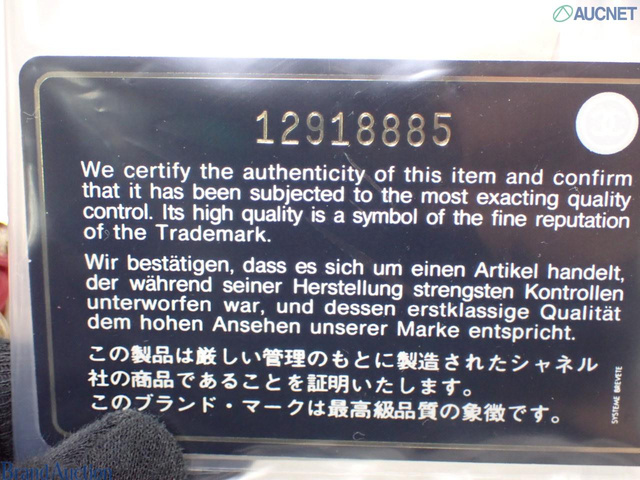 AUCNET
12918885
We certify the authenticity of this item and confirm
that it has been subjected to the most exacting quality
control. Its high quality is a symbol of the fine reputation
of the Trademark.
Wir bestätigen, dass es sich um einen Artikel handelt,
der während seiner Herstellung strengsten Kontrollen
unterworfen war, und dessen erstklassige Qualität
dem hohen Ansehen unserer Marke entspricht.
この製品は厳しい管理のもとに製造されたシャネル
社の商品であることを証明いたします。
このブランド・マークは最高級品質の象徴です。
SYSTEME BREVETE
Brand Auction